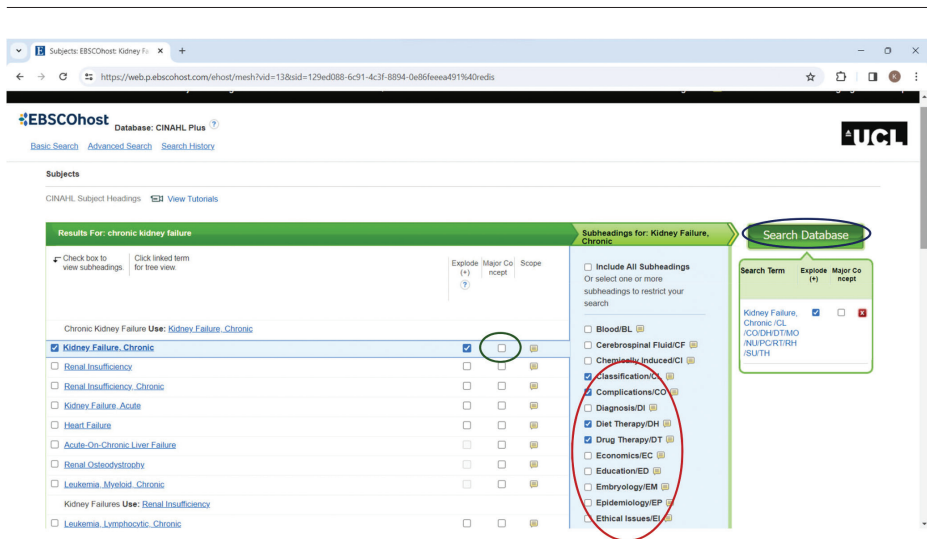 Subjects: EBSCOhost: Kidney Fa
https://web.p.ebscohost.com/ehost/mesh?vid=13&sid=129ed088-6c91-4c3f-8894-0e86feeea491%40redis
K
EBSCOhost Database: CINAHL Plus ?
UCL
Basic Search Advanced Search Search History
Subjects
CINAHL Subject Headings View Tutorials
Results For: chronic kidney failure
Check box to
view subheadings.
Click linked term
for tree view.
Explode
(+)
?
Major Co
ncept
Scope
Chronic Kidney Failure Use: Kidney Failure, Chronic
Kidney Failure, Chronic
Renal Insufficiency
Renal Insufficiency, Chronic
Kidney Failure, Acute
Heart Failure
Acute-On-Chronic Liver Failure
Renal Osteodystrophy
Leukemia, Myeloid, Chronic
Kidney Failures Use: Renal Insufficiency
Leukemia, Lymphocytic, Chronic
Subheadings for: Kidney Failure,
Chronic
Include All Subheadings
Or select one or more
subheadings to restrict your
search
Blood/BL
Cerebrospinal Fluid/CF
Chemically Induced/CI
Classification/CL
Complications/CO
Diagnosis/DI
Diet Therapy/DH
Drug Therapy/DT
Economics/EC
Education/ED
Embryology/EM
Epidemiology/EP
Ethical Issues/EI
Search Database
Search Term
Explode
(+)
Major Co
ncept
Kidney Failure,
Chronic /CL
/CO/DH/DT/MO
/NU/PC/RT/RH
/SU/TH